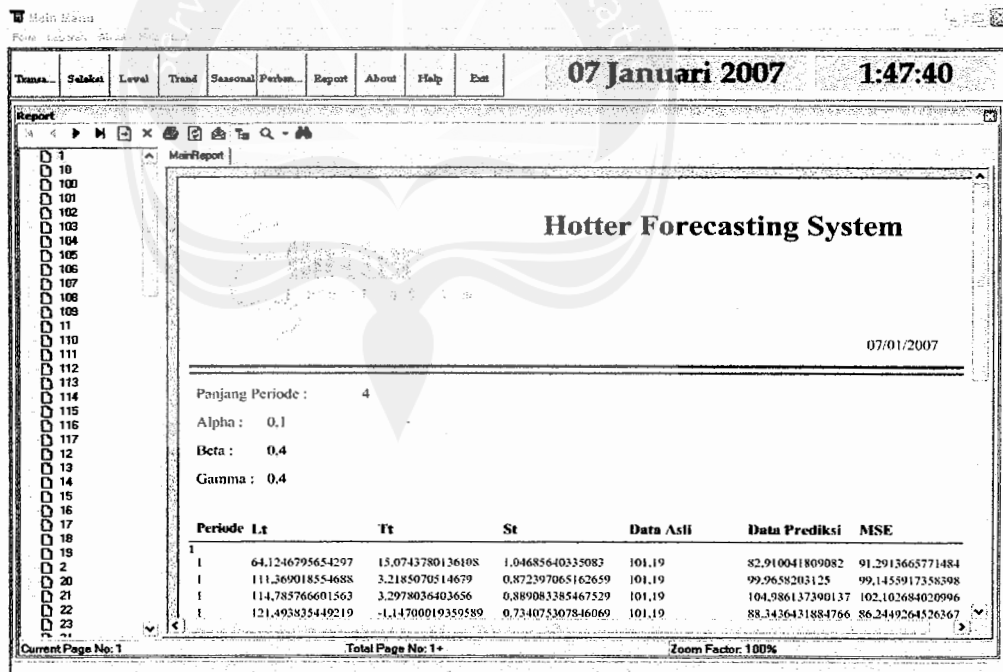 Main Menu
Transa... Seleksi Level Trend Seasonal Perban... Report About Help Exit 07 Januari 2007 1:47:40
Report
MainReport
1
10
100
101
102
103
104
105
106
107
108
109
11
110
111
112
113
114
115
116
117
12
13
14
15
16
17
18
19
2
20
21
22
23
Hotter Forecasting System
07/01/2007
Panjang Periode : 4
Alpha : 0.1
Beta : 0.4
Gamma : 0.4
Periode Lt Tt St Data Asli Data Prediksi MSE
1
1 64,1246795654297 15,0743780136108 1,04685640335083 101,19 82,910041809082 91,2913665771484
1 111,369018554688 3,2185070514679 0,872397065162659 101,19 99,9658203125 99,1455917358398
1 114,785766601563 3,2978036403656 0,889083385467529 101,19 104,986137390137 102,102684020996
1 121,493835449219 -1,14700019359589 0,734075307846069 101,19 88,3436431884766 86,2449264526367
Current Page No: 1 Total Page No: 1+ Zoom Factor: 100%